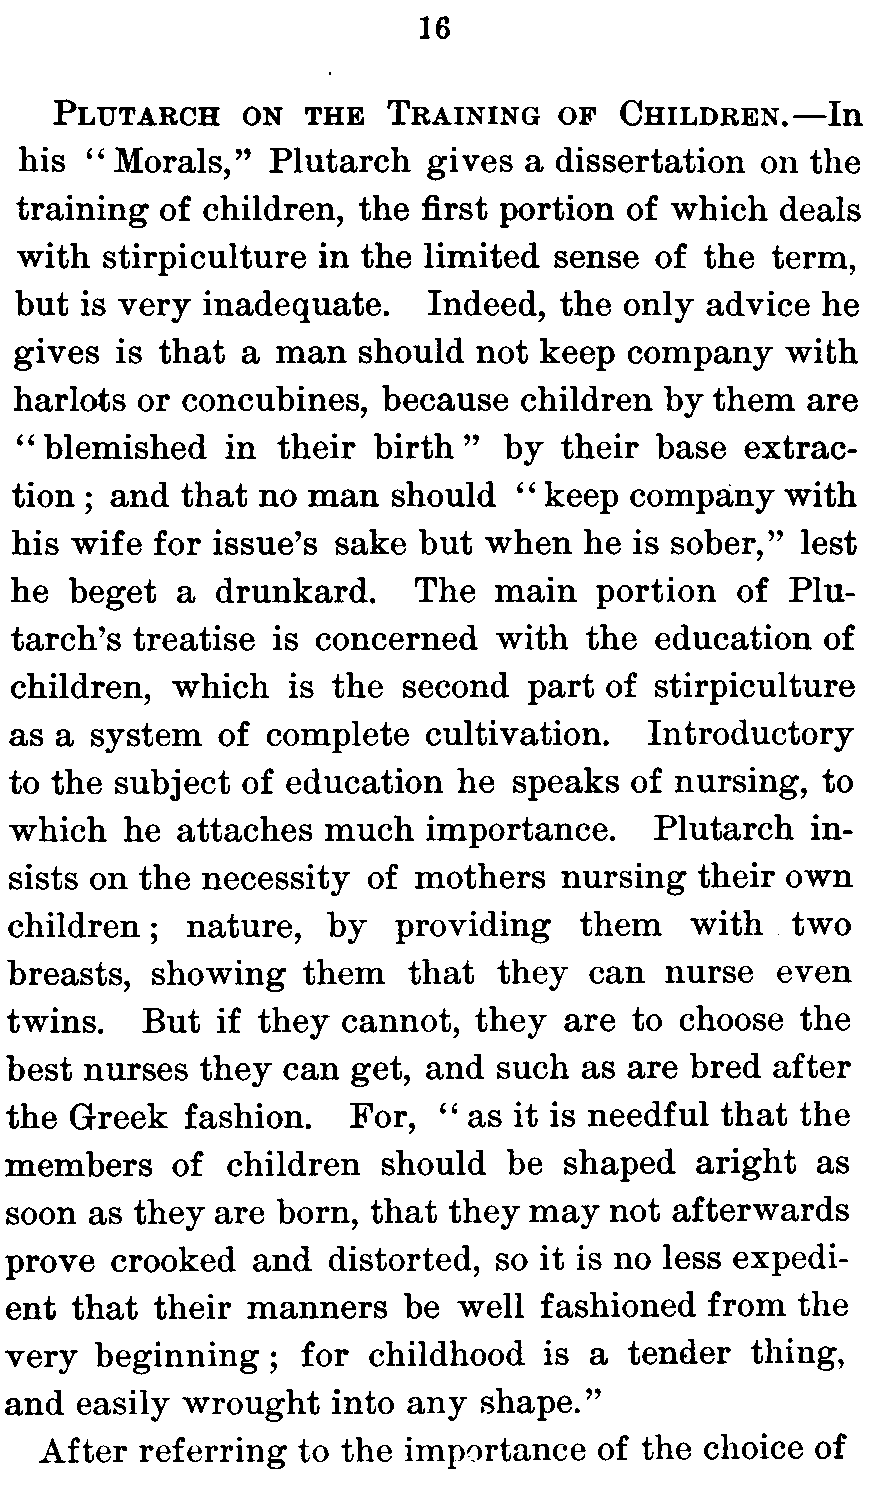 16
PLUTARCH ON THE TRAINING OF CHILDREN.—In
his “Morals,” Plutarch gives a dissertation on the
training of children, the first portion of which deals
with stirpiculture in the limited sense of the term,
but is very inadequate. Indeed, the only advice he
gives is that a man should not keep company with
harlots or concubines, because children by them are
“blemished in their birth” by their base extrac-
tion; and that no man should “keep company with
his wife for issue’s sake but when he is sober,” lest
he beget a drunkard. The main portion of Plu-
tarch’s treatise is concerned with the education of
children, which is the second part of stirpiculture
as a system of complete cultivation. Introductory
to the subject of education he speaks of nursing, to
which he attaches much importance. Plutarch in-
sists on the necessity of mothers nursing their own
children; nature, by providing them with two
breasts, showing them that they can nurse even
twins. But if they cannot, they are to choose the
best nurses they can get, and such as are bred after
the Greek fashion. For, “as it is needful that the
members of children should be shaped aright as
soon as they are born, that they may not afterwards
prove crooked and distorted, so it is no less expedi-
ent that their manners be well fashioned from the
very beginning; for childhood is a tender thing,
and easily wrought into any shape.”
After referring to the importance of the choice of